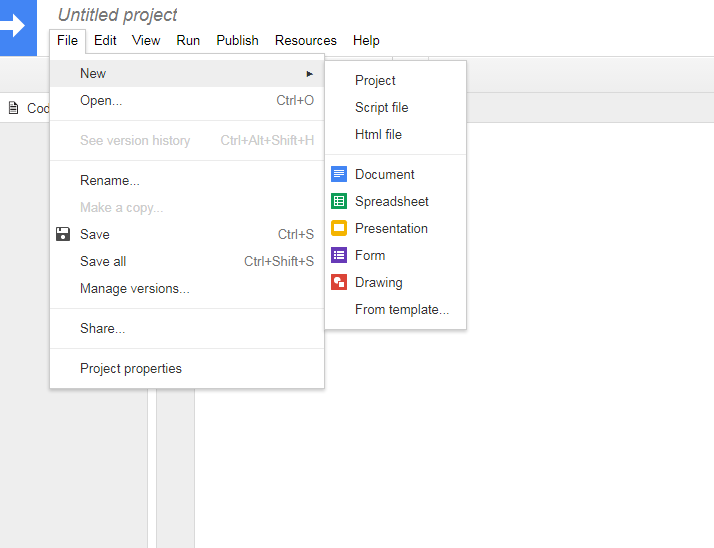 Untitled project
File Edit View Run Publish Resources Help
New
Open... Ctrl+O
See version history Ctrl+Alt+Shift+H
Rename...
Make a copy...
Save Ctrl+S
Save all Ctrl+Shift+S
Manage versions...
Share...
Project properties
Project
Script file
Html file
Document
Spreadsheet
Presentation
Form
Drawing
From template...
Cod